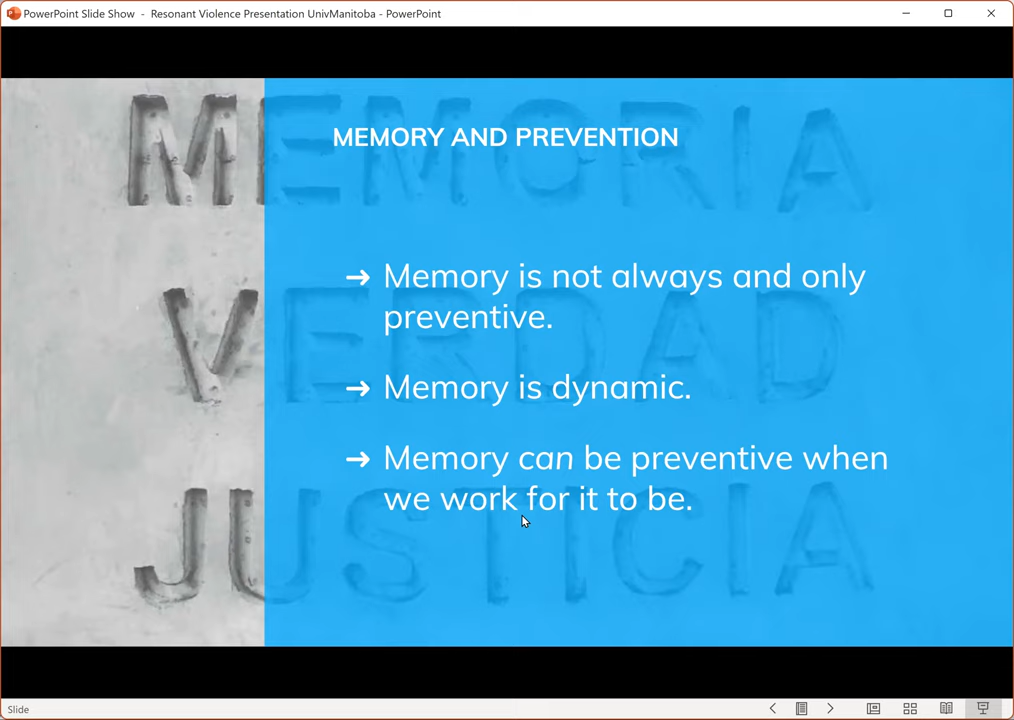 PowerPoint Slide Show - Resonant Violence Presentation UnivManitoba - PowerPoint
MEMORIA
MEMORY AND PREVENTION
➔ Memory is not always and only
preventive.
VERDAD
➔ Memory is dynamic.
➔ Memory can be preventive when
we work for it to be.
JUSTICIA
Slide